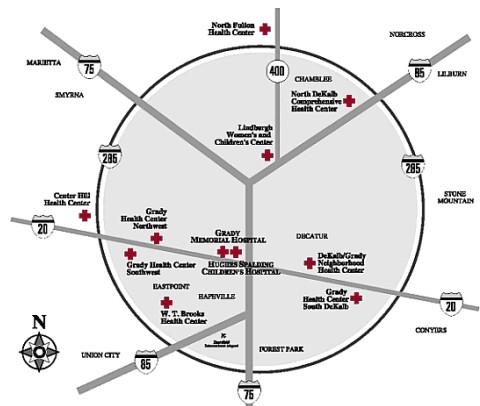 North Fulton
Health Center
NORCROSS
MARIETTA
75
400
85
CHAMBLEE
LILBURN
SMYRNA
North DeKalb
Comprehensive
Health Center
Lindburgh
Women's and
Children's Center
285
285
Center Hill
Health Center
STONE
MOUNTAIN
20
Grady
Health Center
Northwest
GRADY
MEMORIAL HOSPITAL
DECATUR
DeKalb/Grady
Neighborhood
Health Center
Grady Health Center
Southwest
HUGHES SPALDING
CHILDREN'S HOSPITAL
EASTPOINT
HAPEVILLE
Grady
Health Center
South DeKalb
20
W. T. Brooks
Health Center
CONYERS
N
UNION CITY
85
FOREST PARK
75